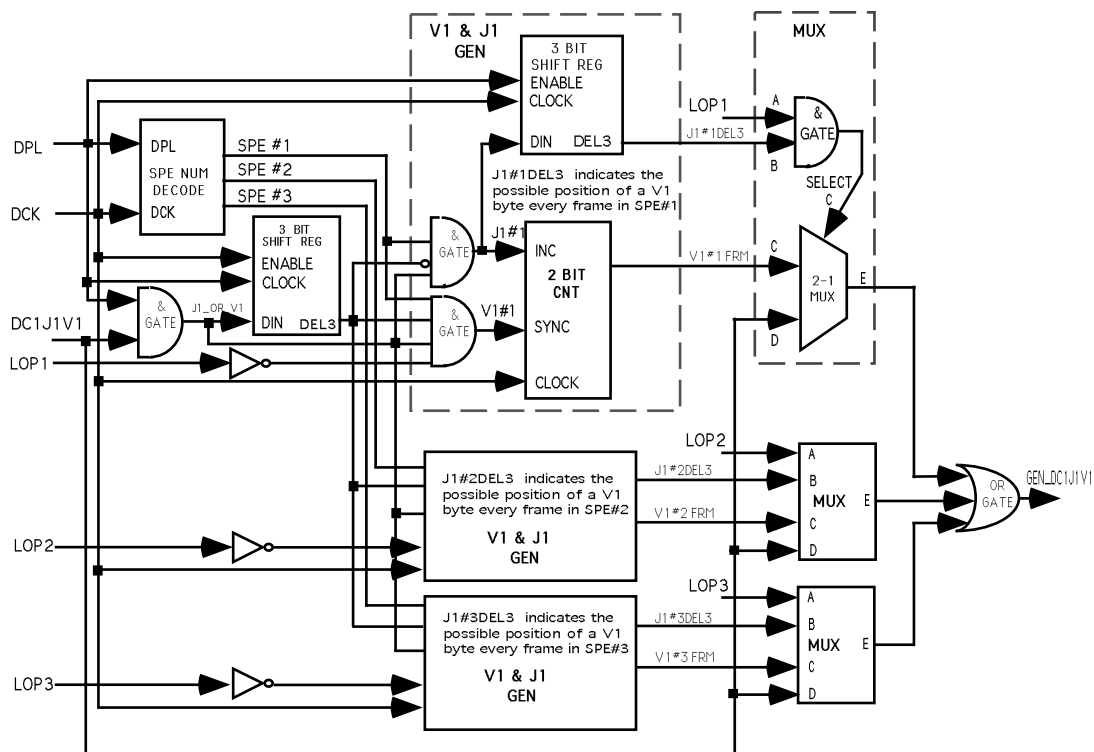 V1 & J1
GEN
3 BIT
SHIFT REG
ENABLE
CLOCK
DIN DEL3
MUX
LOP1
A
&
GATE
J1#1DEL3
B
SELECT
C
DPL
DCK
DPL
SPE NUM
DECODE
DCK
SPE #1
SPE #2
SPE #3
J1#1DEL3 indicates the
possible position of a V1
byte every frame in SPE#1
3 BIT
SHIFT REG
ENABLE
CLOCK
DIN DEL3
&
GATE
J1#1
INC
2 BIT
CNT
SYNC
CLOCK
V1#1 FRM
C
2-1
MUX
E
D
DC1J1V1
&
GATE
J1_OR_V1
&
GATE
V1#1
LOP1
LOP2
J1#2DEL3 indicates the
possible position of a V1
byte every frame in SPE#2
V1 & J1
GEN
J1#2DEL3
V1#2 FRM
LOP2
A
B
MUX
E
C
D
OR
GATE
GEN_DC1J1V1
LOP3
J1#3DEL3 indicates the
possible position of a V1
byte every frame in SPE#3
V1 & J1
GEN
J1#3DEL3
V1#3 FRM
LOP3
A
B
MUX
E
C
D